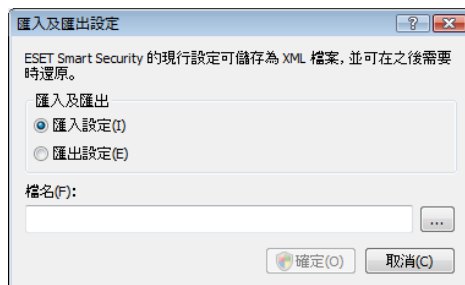 匯入及匯出設定
ESET Smart Security 的現行設定可儲存為 XML 檔案，並可在之後需要
時還原。
匯入及匯出
匯入設定(I)
匯出設定(E)
檔名(F):
...
確定(O)
取消(C)